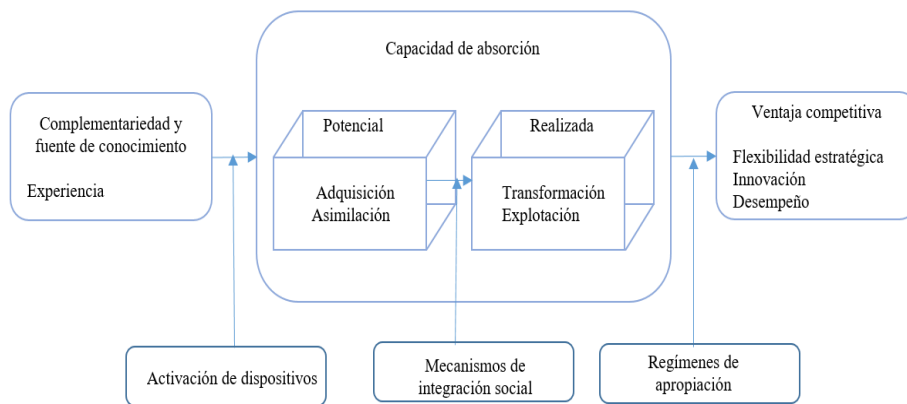 Capacidad de absorción
Complementariedad y
fuente de conocimiento
Experiencia
Potencial
Adquisición
Asimilación
Realizada
Transformación
Explotación
Ventaja competitiva
Flexibilidad estratégica
Innovación
Desempeño
Activación de dispositivos
Mecanismos de
integración social
Regímenes de
apropiación